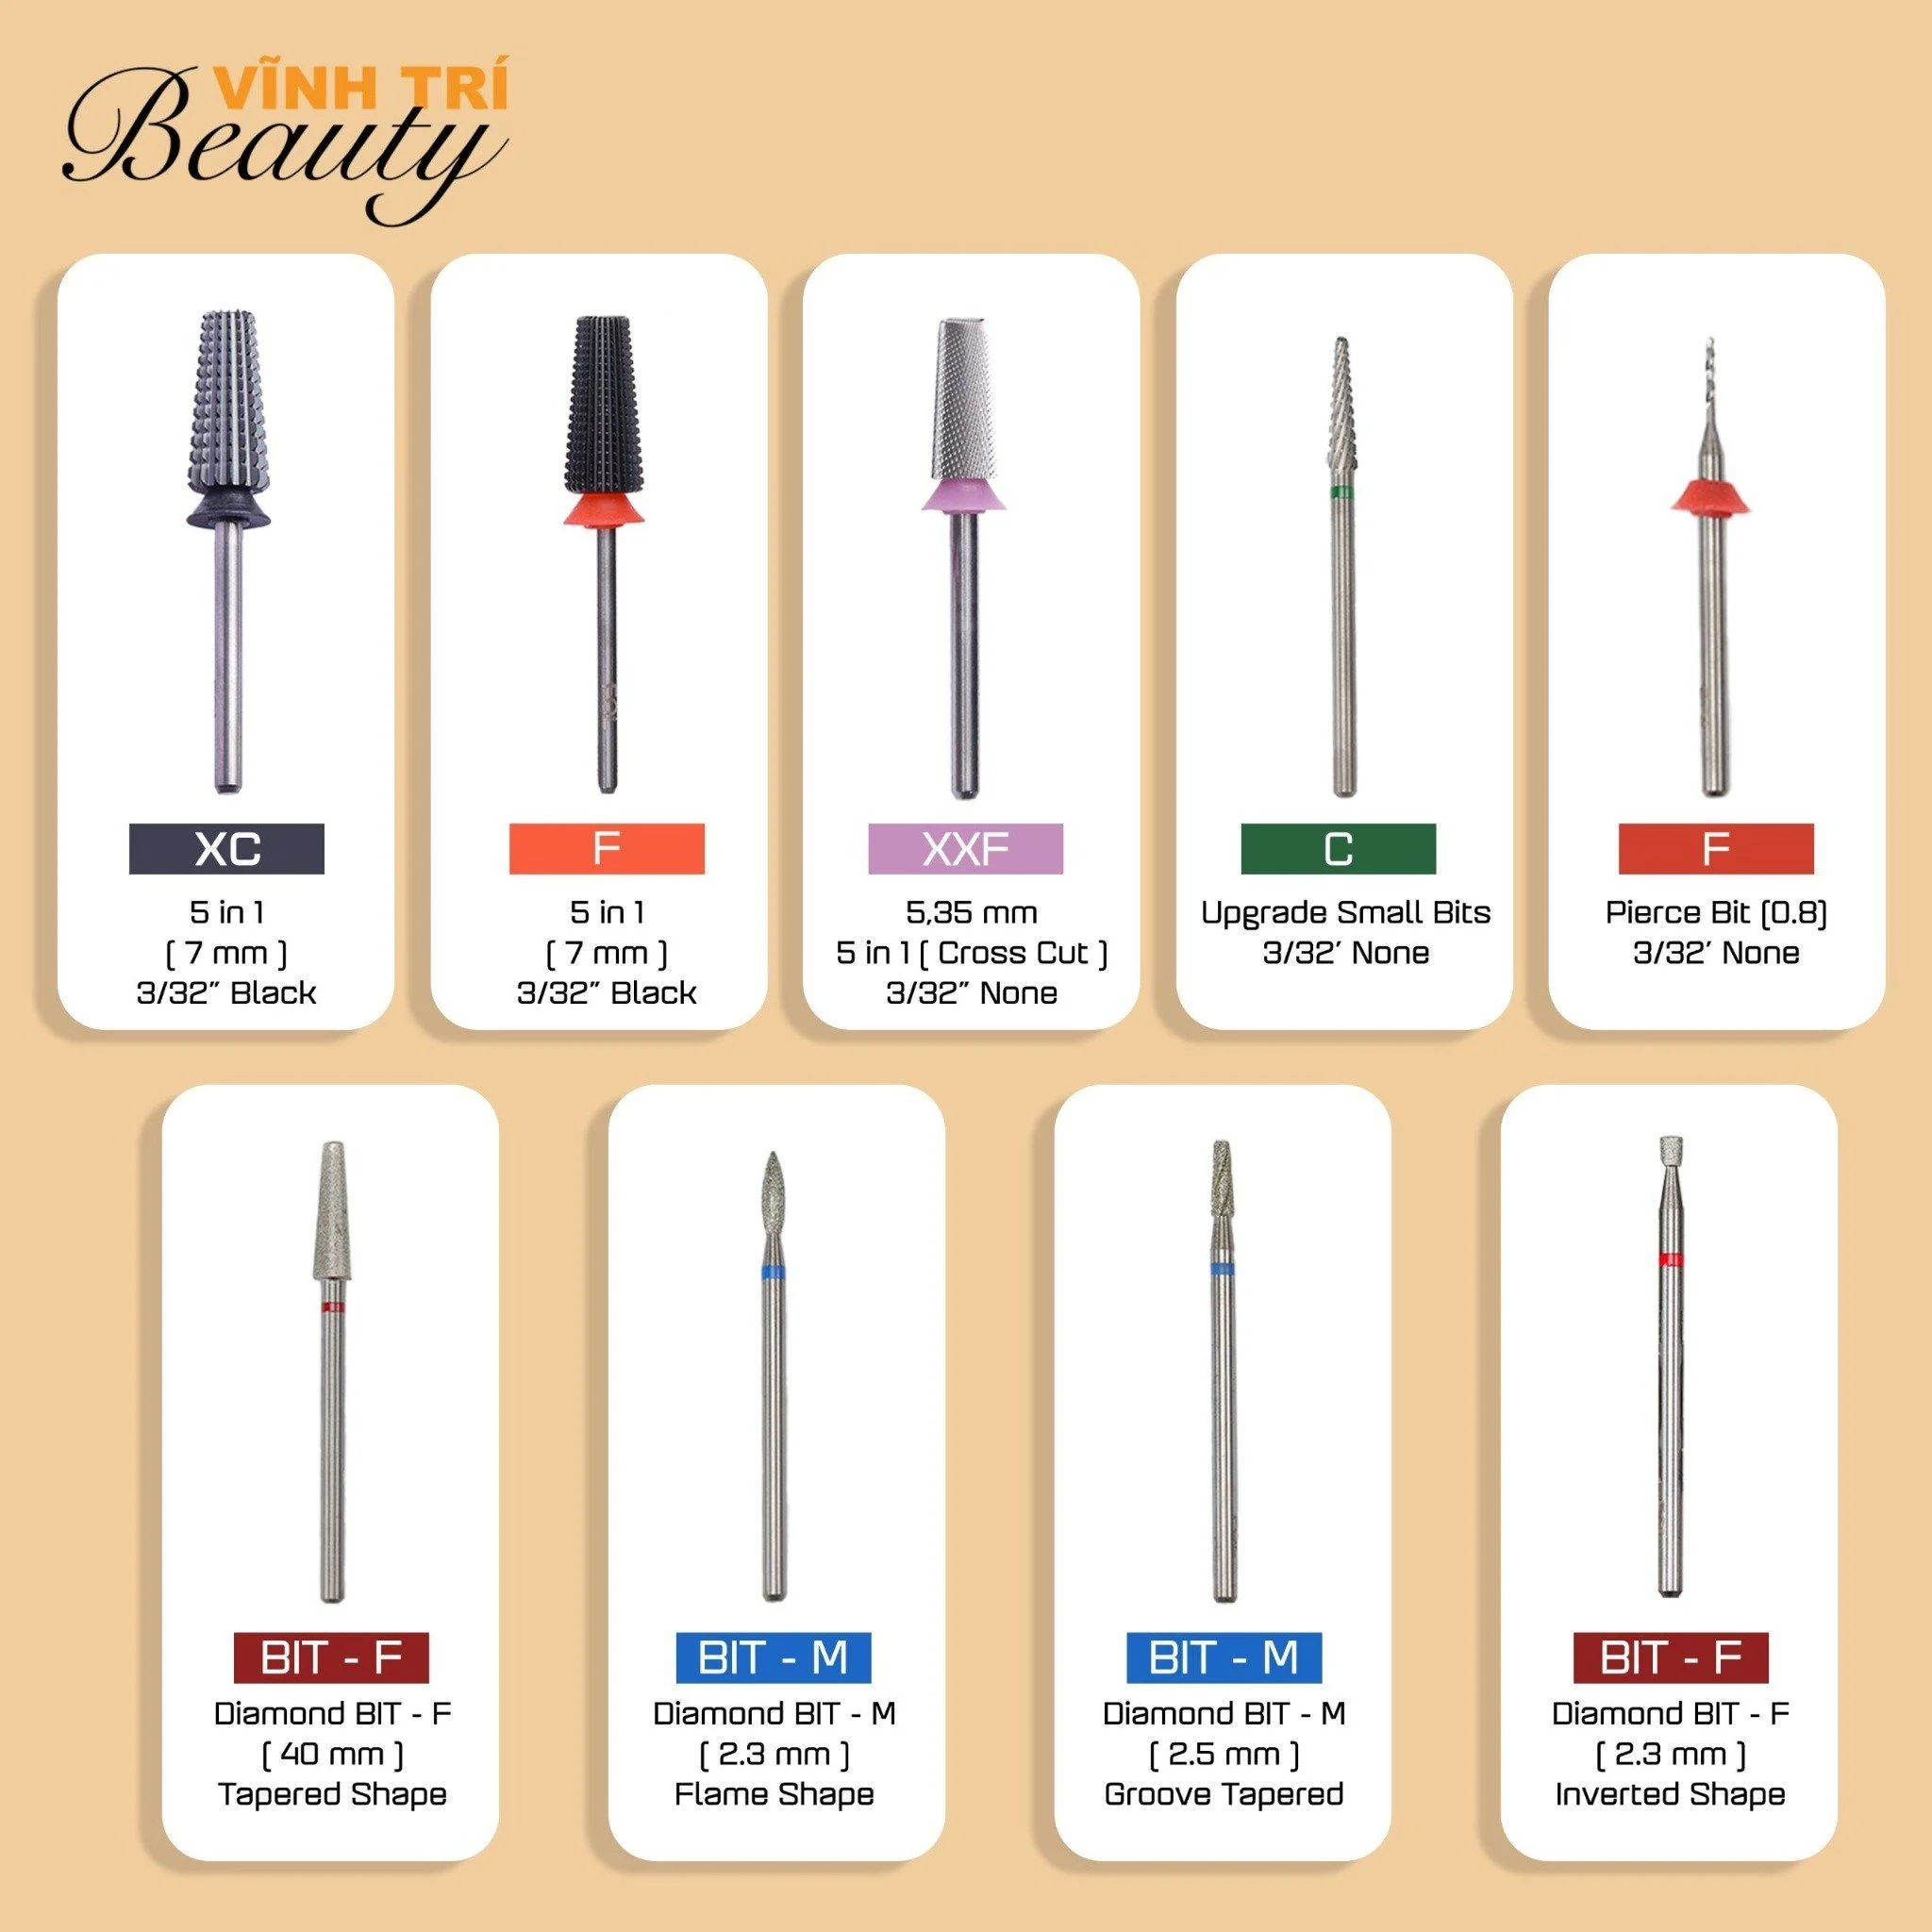 VĨNH TRÍ
Beauty
XC
5 in 1
( 7 mm )
3/32” Black
F
5 in 1
( 7 mm )
3/32” Black
XXF
5,35 mm
5 in 1 ( Cross Cut )
3/32” None
C
Upgrade Small Bits
3/32’ None
F
Pierce Bit (0.8)
3/32’ None
BIT - F
Diamond BIT - F
( 40 mm )
Tapered Shape
BIT - M
Diamond BIT - M
( 2.3 mm )
Flame Shape
BIT - M
Diamond BIT - M
( 2.5 mm )
Groove Tapered
BIT - F
Diamond BIT - F
( 2.3 mm )
Inverted Shape